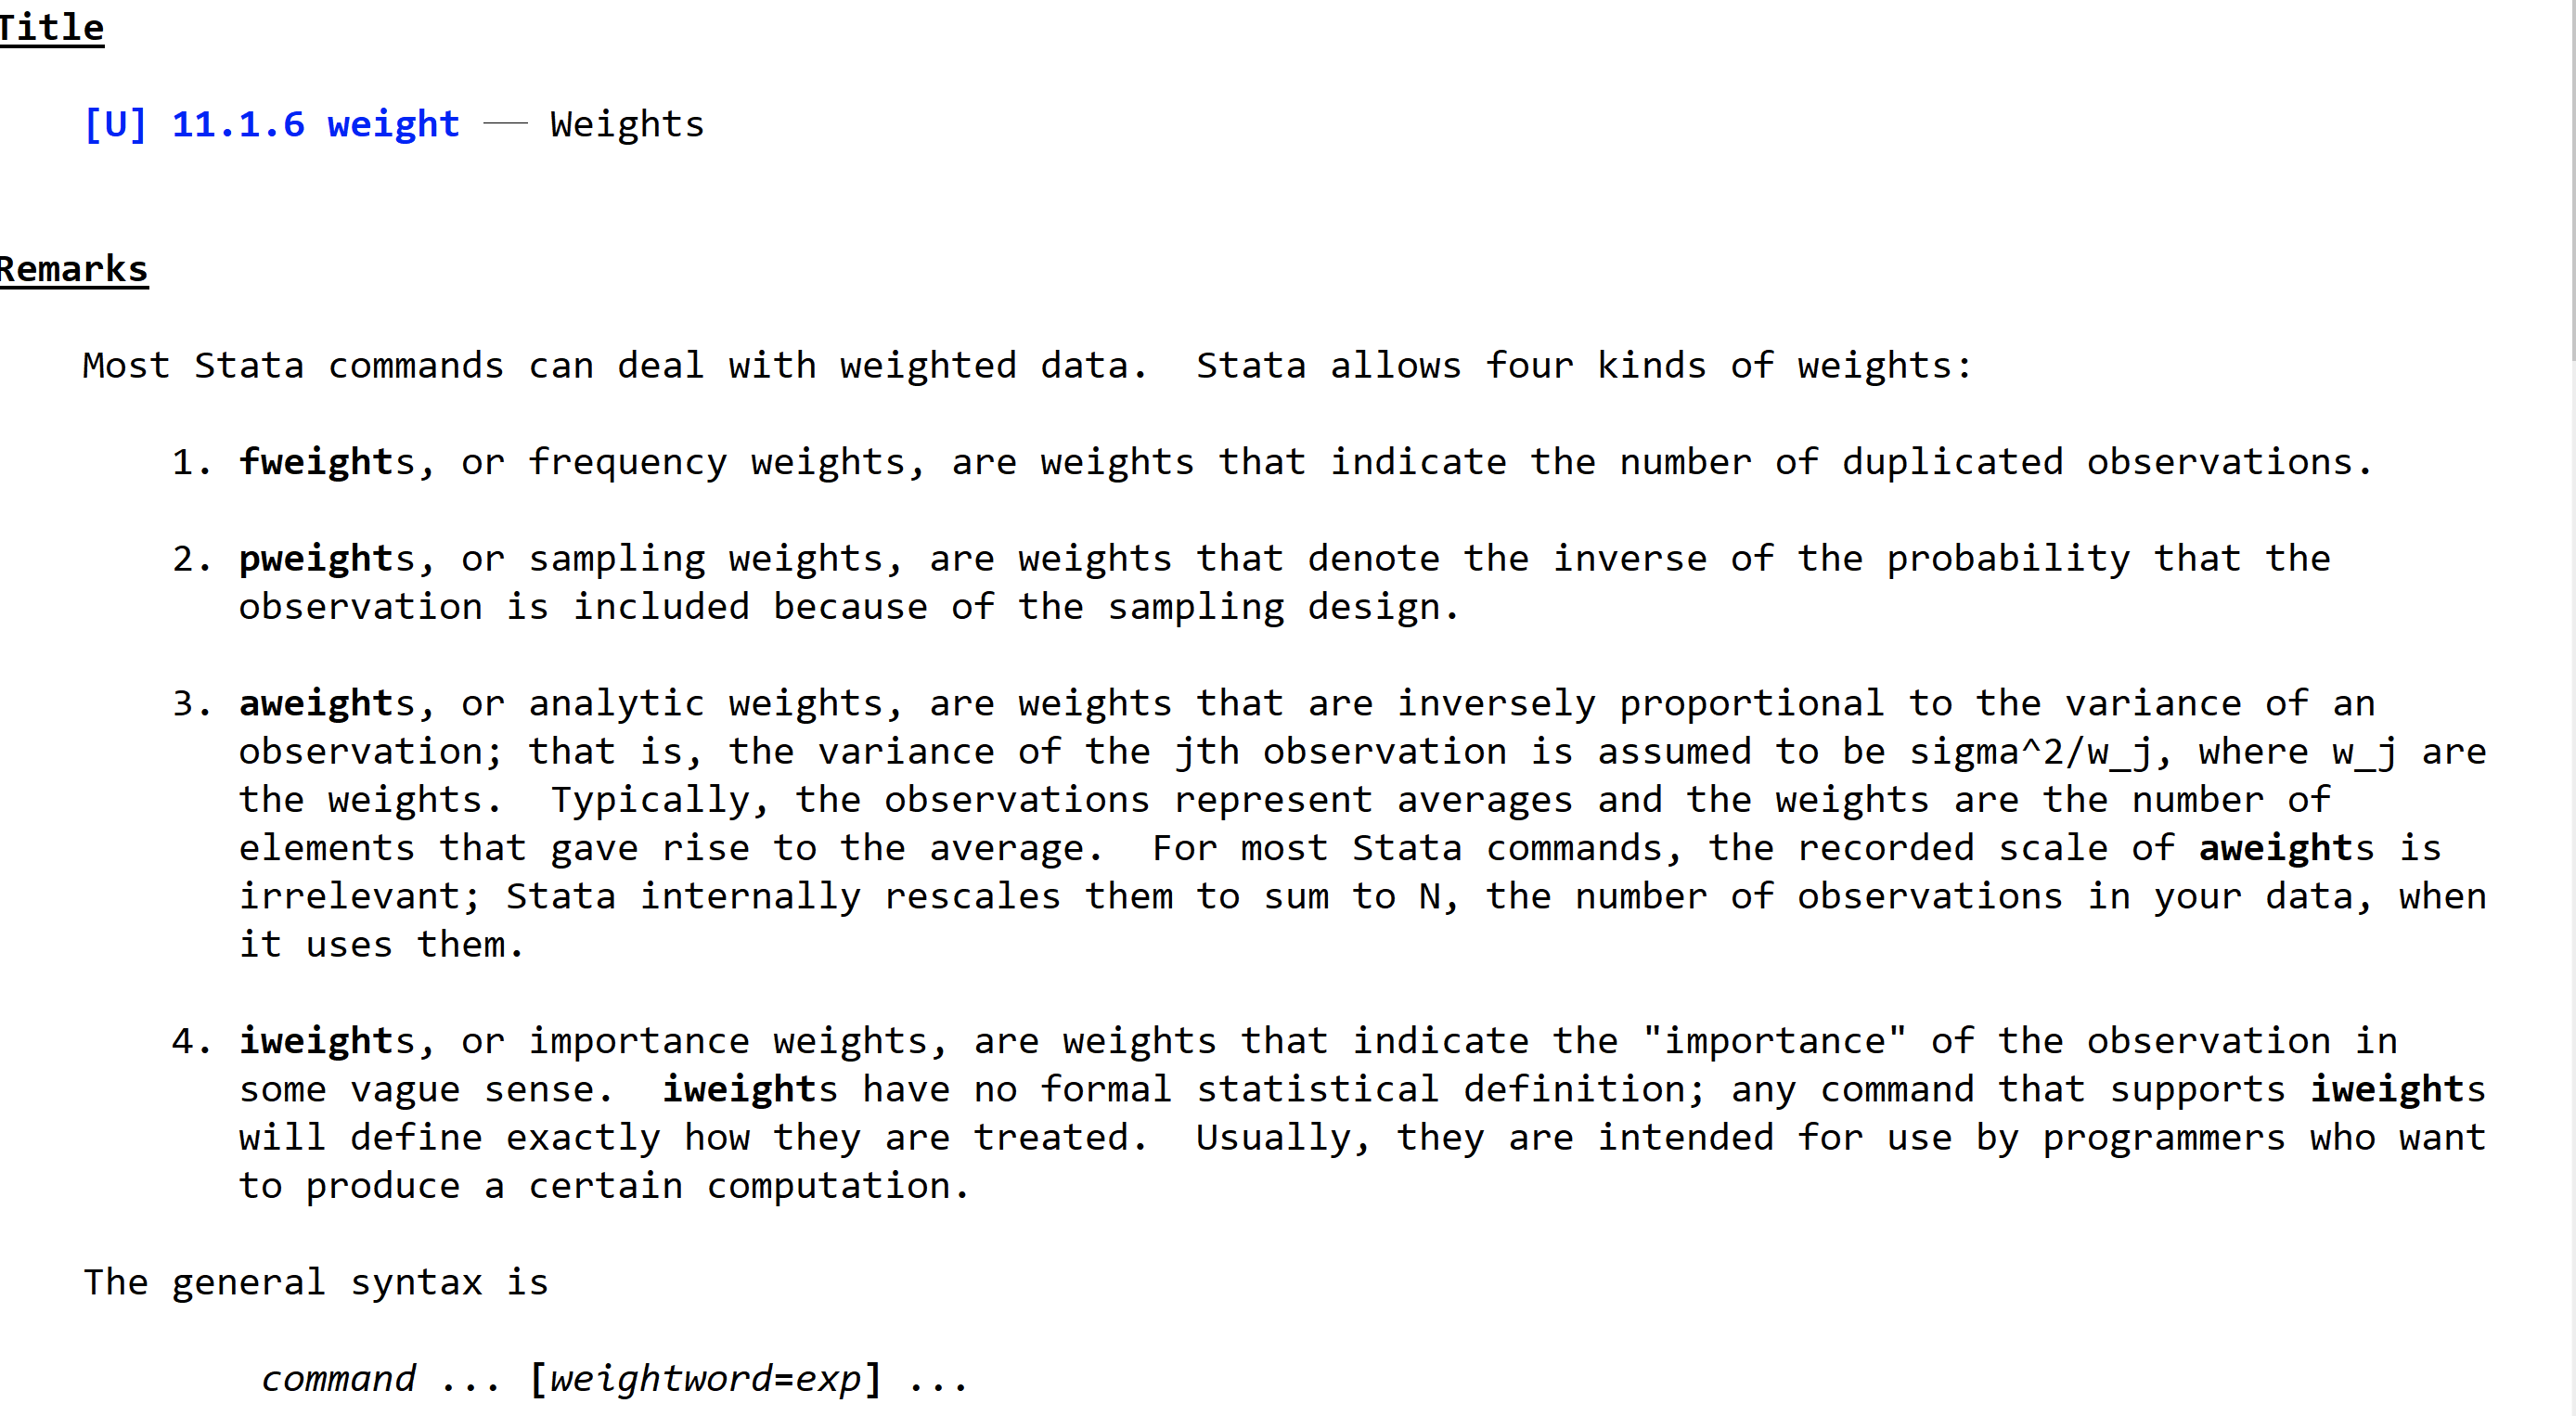 Title
[U] 11.1.6 weight — Weights
Remarks
Most Stata commands can deal with weighted data.  Stata allows four kinds of weights:
1. fweights, or frequency weights, are weights that indicate the number of duplicated observations.
2. pweights, or sampling weights, are weights that denote the inverse of the probability that the
observation is included because of the sampling design.
3. aweights, or analytic weights, are weights that are inversely proportional to the variance of an
observation; that is, the variance of the jth observation is assumed to be sigma^2/w_j, where w_j are
the weights.  Typically, the observations represent averages and the weights are the number of
elements that gave rise to the average.  For most Stata commands, the recorded scale of aweights is
irrelevant; Stata internally rescales them to sum to N, the number of observations in your data, when
it uses them.
4. iweights, or importance weights, are weights that indicate the "importance" of the observation in
some vague sense.  iweights have no formal statistical definition; any command that supports iweights
will define exactly how they are treated.  Usually, they are intended for use by programmers who want
to produce a certain computation.
The general syntax is
command ... [weightword=exp] ...